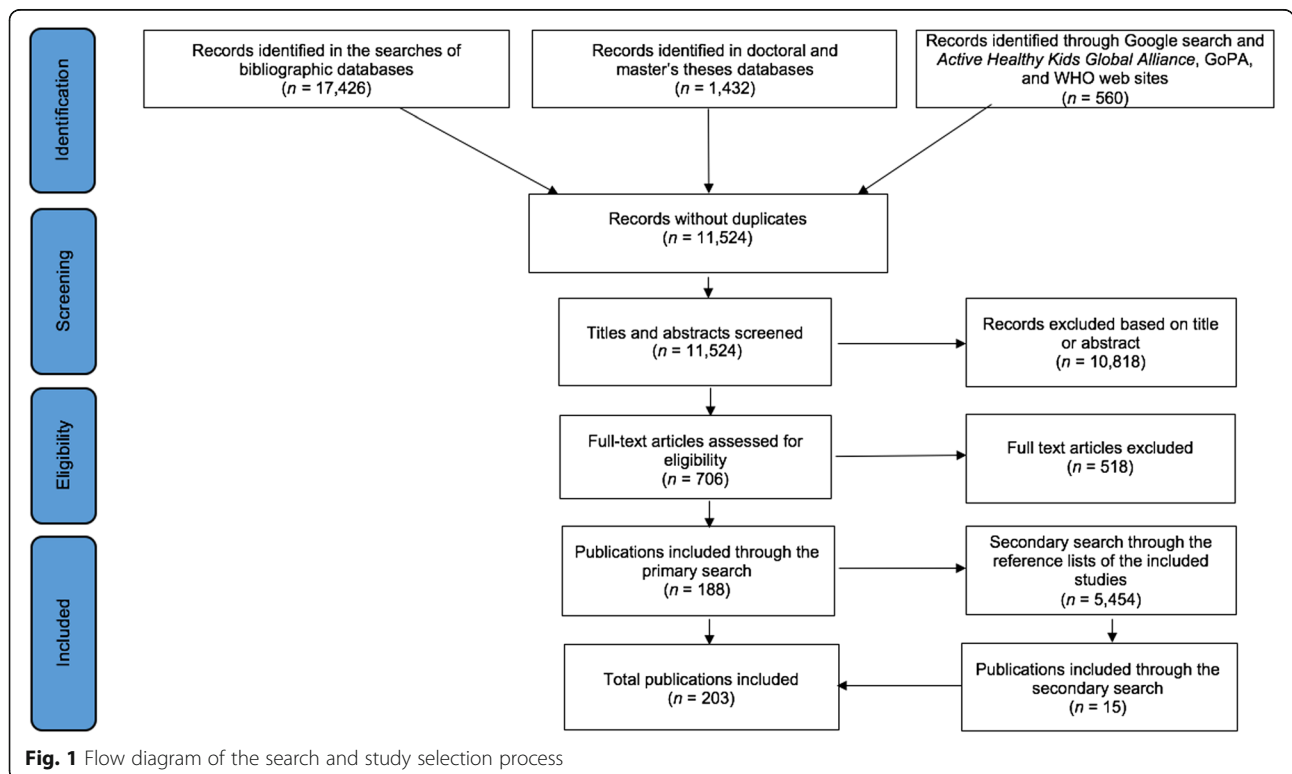 Identification
Records identified in the searches of
bibliographic databases
(n = 17,426)
Records identified in doctoral and
master's theses databases
(n = 1,432)
Records identified through Google search and
Active Healthy Kids Global Alliance, GoPA,
and WHO web sites
(n = 560)
Screening
Records without duplicates
(n = 11,524)
Titles and abstracts screened
(n = 11,524)
Records excluded based on title
or abstract
(n = 10,818)
Eligibility
Full-text articles assessed for
eligibility
(n = 706)
Full text articles excluded
(n = 518)
Included
Publications included through the
primary search
(n = 188)
Secondary search through the
reference lists of the included
studies
(n = 5,454)
Total publications included
(n = 203)
Publications included through the
secondary search
(n = 15)
Fig. 1 Flow diagram of the search and study selection process